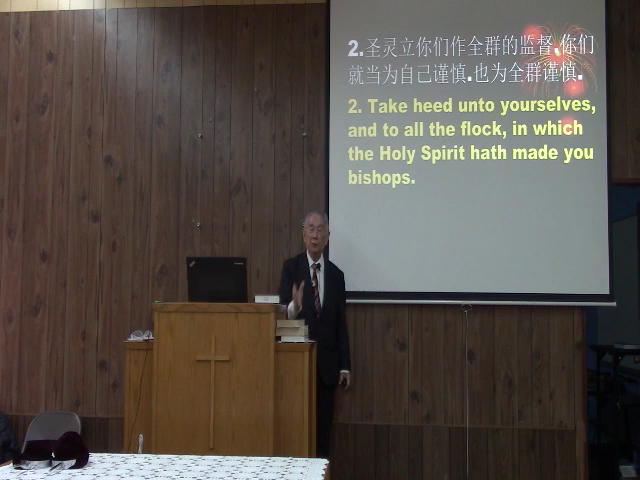 2.圣灵立你们作全群的监督.你们
就当为自己谨慎.也为全群谨慎.
2. Take heed unto yourselves,
and to all the flock, in which
the Holy Spirit hath made you
bishops.